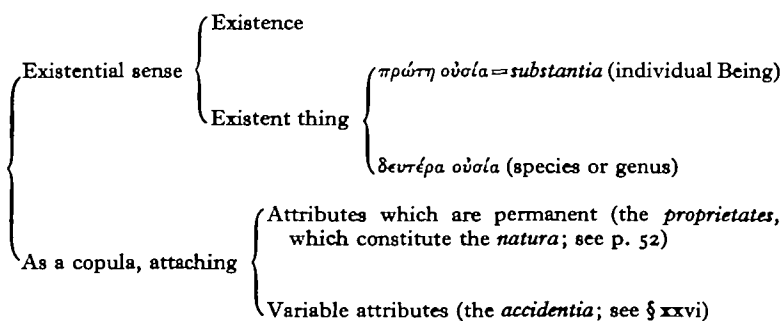 Existence
Existential sense
πρώτη οὐσία=substantia (individual Being)
Existent thing
δευτέρα οὐσία (species or genus)
Attributes which are permanent (the proprietates,
which constitute the natura; see p. 52)
As a copula, attaching
Variable attributes (the accidentia; see § xxvi)